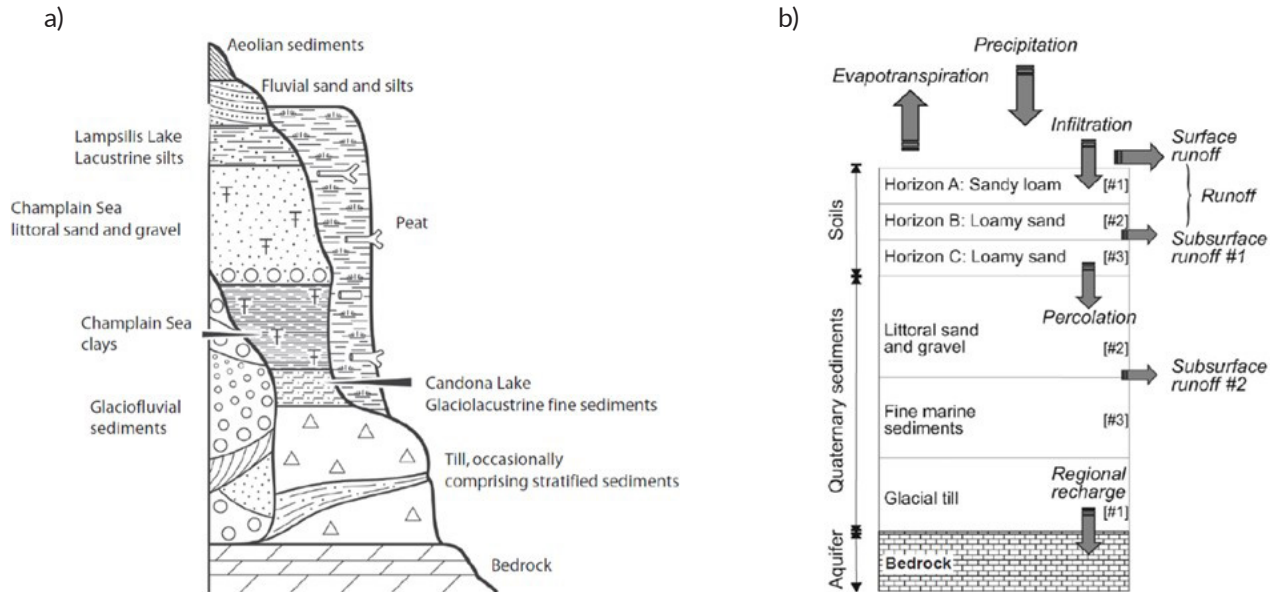 a)
Aeolian sediments
Fluvial sand and silts
Lampsilis Lake
Lacustrine silts
Champlain Sea
littoral sand and gravel
Peat
Champlain Sea
clays
Candona Lake
Glaciolacustrine fine sediments
Glaciofluvial
sediments
Till, occasionally
comprising stratified sediments
Bedrock
b)
Precipitation
Evapotranspiration
Infiltration
Surface
runoff
Runoff
Subsurface
runoff #1
Soils
Horizon A: Sandy loam [#1]
Horizon B: Loamy sand [#2]
Horizon C: Loamy sand [#3]
Percolation
Quaternary sediments
Littoral sand
and gravel [#2]
Subsurface
runoff #2
Fine marine
sediments [#3]
Regional
recharge
Glacial till [#1]
Aquifer
Bedrock